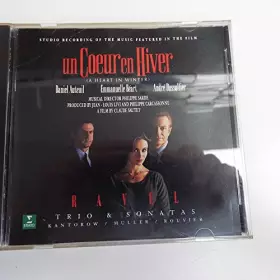 STUDIO RECORDING OF THE MUSIC FEATURED IN THE FILM
un Coeur en Hiver
(A HEART IN WINTER)
Daniel Auteuil Emmanuelle Béart André Dussollier
MUSICAL DIRECTOR PHILIPPE SARDE
PRODUCED BY JEAN-LOUIS LIVI AND PHILIPPE CARCASSONNE
A FILM BY CLAUDE SAUTET
RAVEL
TRIO & SONATAS
KANTOROW / MULLER / ROUVIER